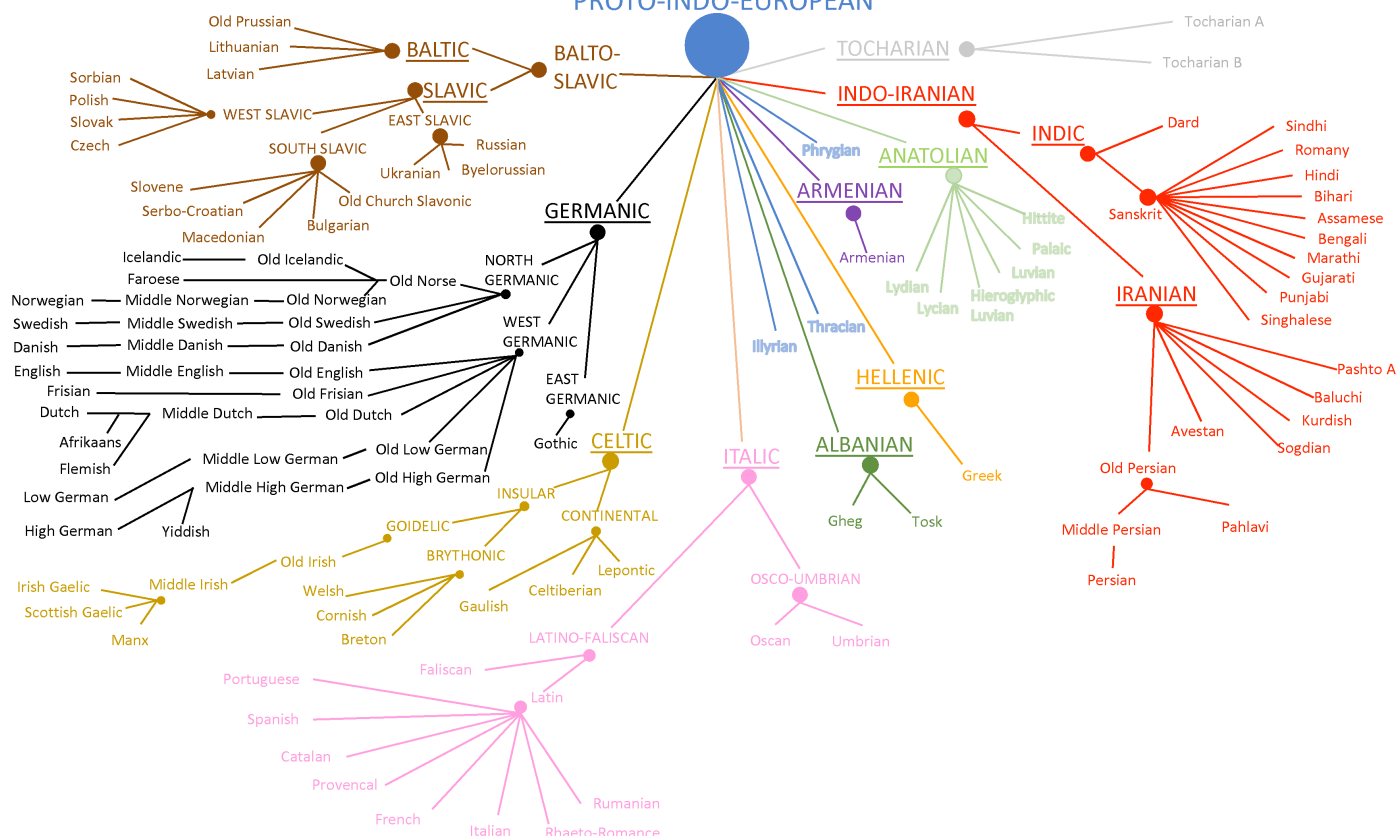 PROTO-INDO-EUROPEAN
Old Prussian
Lithuanian
Latvian
BALTIC
BALTO-
SLAVIC
SLAVIC
Sorbian
Polish
Slovak
Czech
WEST SLAVIC
EAST SLAVIC
Russian
Ukranian
Byelorussian
SOUTH SLAVIC
Slovene
Serbo-Croatian
Macedonian
Bulgarian
Old Church Slavonic
TOCHARIAN
Tocharian A
Tocharian B
INDO-IRANIAN
INDIC
Dard
Sanskrit
Sindhi
Romany
Hindi
Bihari
Assamese
Bengali
Marathi
Gujarati
Punjabi
Singhalese
IRANIAN
Pashto A
Baluchi
Kurdish
Sogdian
Avestan
Old Persian
Middle Persian
Pahlavi
Persian
Phrygian
ANATOLIAN
Hittite
Palaic
Luvian
Hieroglyphic
Luvian
Lycian
Lydian
ARMENIAN
Armenian
Thracian
Illyrian
HELLENIC
Greek
ALBANIAN
Gheg
Tosk
GERMANIC
NORTH
GERMANIC
Icelandic
Old Icelandic
Faroese
Old Norse
Norwegian
Middle Norwegian
Old Norwegian
Swedish
Middle Swedish
Old Swedish
Danish
Middle Danish
Old Danish
WEST
GERMANIC
English
Middle English
Old English
Frisian
Old Frisian
Dutch
Middle Dutch
Old Dutch
Afrikaans
Flemish
Low German
Middle Low German
Old Low German
High German
Middle High German
Old High German
Yiddish
EAST
GERMANIC
Gothic
CELTIC
INSULAR
GOIDELIC
Old Irish
Middle Irish
Irish Gaelic
Scottish Gaelic
Manx
BRYTHONIC
Welsh
Cornish
Breton
CONTINENTAL
Gaulish
Celtiberian
Lepontic
ITALIC
OSCO-UMBRIAN
Oscan
Umbrian
LATINO-FALISCAN
Faliscan
Latin
Portuguese
Spanish
Catalan
Provencal
French
Italian
Rhaeto-Romance
Rumanian